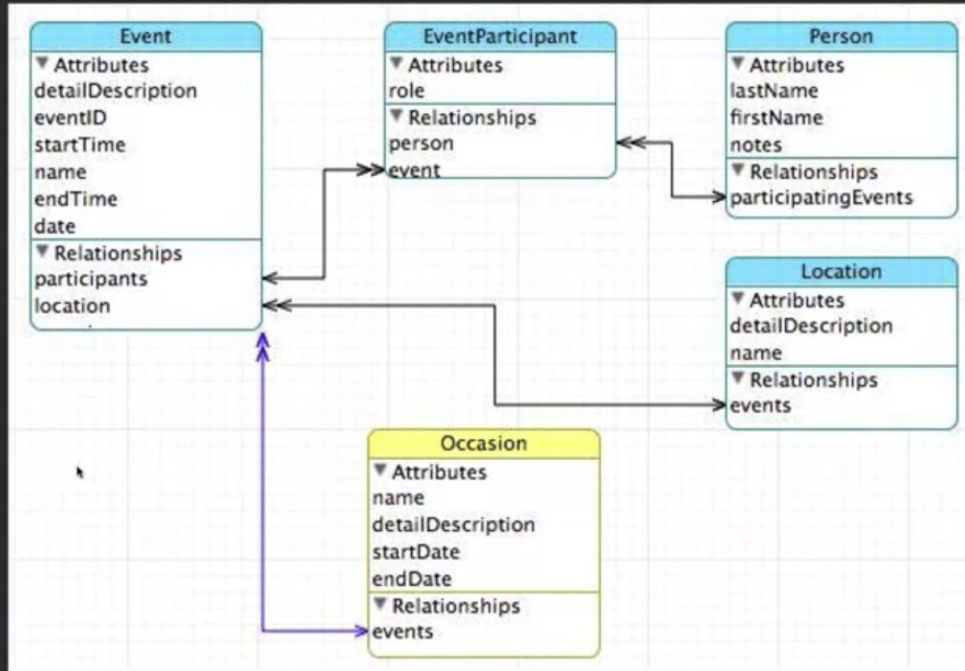 Event
Attributes
detailDescription
eventID
startTime
name
endTime
date
Relationships
participants
location
EventParticipant
Attributes
role
Relationships
person
event
Person
Attributes
lastName
firstName
notes
Relationships
participatingEvents
Location
Attributes
detailDescription
name
Relationships
events
Occasion
Attributes
name
detailDescription
startDate
endDate
Relationships
events